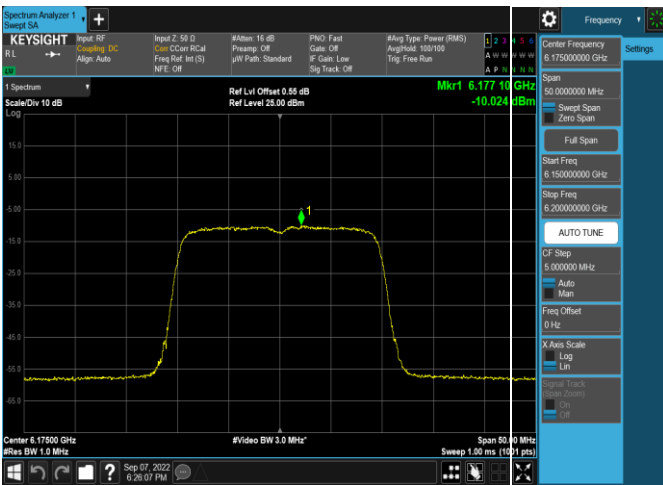 Spectrum Analyzer 1
Swept SA
+
Frequency
KEYSIGHT
RL
LW
Input: RF
Coupling: DC
Align: Auto
Input Z: 50 Ω
Corr CCorr RCal
Freq Ref: Int (S)
NFE: Off
#Atten: 16 dB
Preamp: Off
µW Path: Standard
PNO: Fast
Gate: Off
IF Gain: Low
Sig Track: Off
#Avg Type: Power (RMS)
Avg|Hold: 100/100
Trig: Free Run
1 2 3 4 5 6
A W W W W W
A P N N N N
1 Spectrum
Scale/Div 10 dB
Log
Ref Lvl Offset 0.55 dB
Ref Level 25.00 dBm
Mkr1 6.177 10 GHz
-10.024 dBm
15.0
5.00
-5.00
-15.0
-25.0
-35.0
-45.0
-55.0
-65.0
1
Center 6.17500 GHz
#Res BW 1.0 MHz
#Video BW 3.0 MHz*
Span 50.00 MHz
Sweep 1.00 ms (1001 pts)
Sep 07, 2022
6:26:07 PM
?
Center Frequency
6.175000000 GHz
Settings
Span
50.0000000 MHz
Swept Span
Zero Span
Full Span
Start Freq
6.150000000 GHz
Stop Freq
6.200000000 GHz
AUTO TUNE
CF Step
5.000000 MHz
Auto
Man
Freq Offset
0 Hz
X Axis Scale
Log
Lin
Signal Track
(Span Zoom)
On
Off